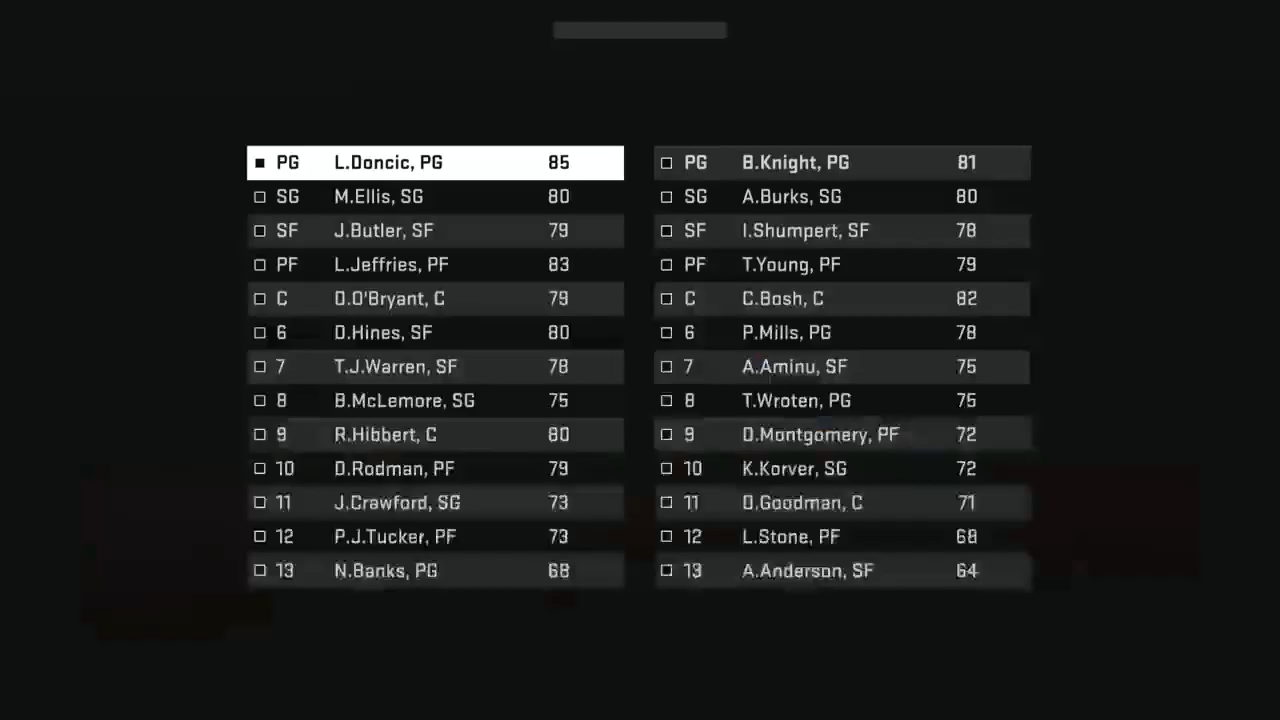 PG L.Doncic, PG 85
SG M.Ellis, SG 80
SF J.Butler, SF 79
PF L.Jeffries, PF 83
C O.O'Bryant, C 79
6 D.Hines, SF 80
7 T.J.Warren, SF 78
8 B.McLemore, SG 75
9 R.Hibbert, C 80
10 D.Rodman, PF 79
11 J.Crawford, SG 73
12 P.J.Tucker, PF 73
13 N.Banks, PG 68
PG B.Knight, PG 81
SG A.Burks, SG 80
SF I.Shumpert, SF 78
PF T.Young, PF 79
C C.Bosh, C 82
6 P.Mills, PG 78
7 A.Aminu, SF 75
8 T.Wroten, PG 75
9 D.Montgomery, PF 72
10 K.Korver, SG 72
11 D.Goodman, C 71
12 L.Stone, PF 68
13 A.Anderson, SF 64